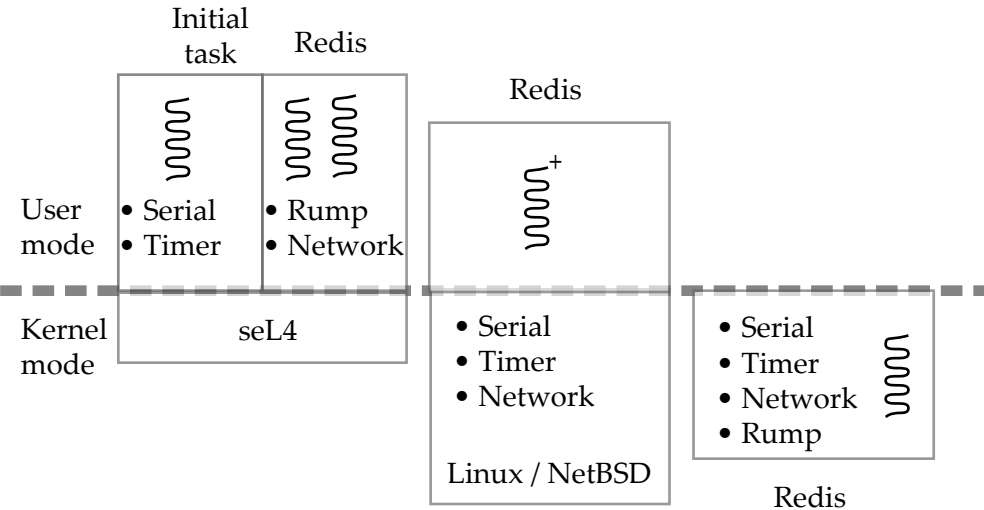 Initial
task
Redis
Redis
User
mode
• Serial
• Timer
• Rump
• Network
Kernel
mode
seL4
+
• Serial
• Timer
• Network
Linux / NetBSD
• Serial
• Timer
• Network
• Rump
Redis